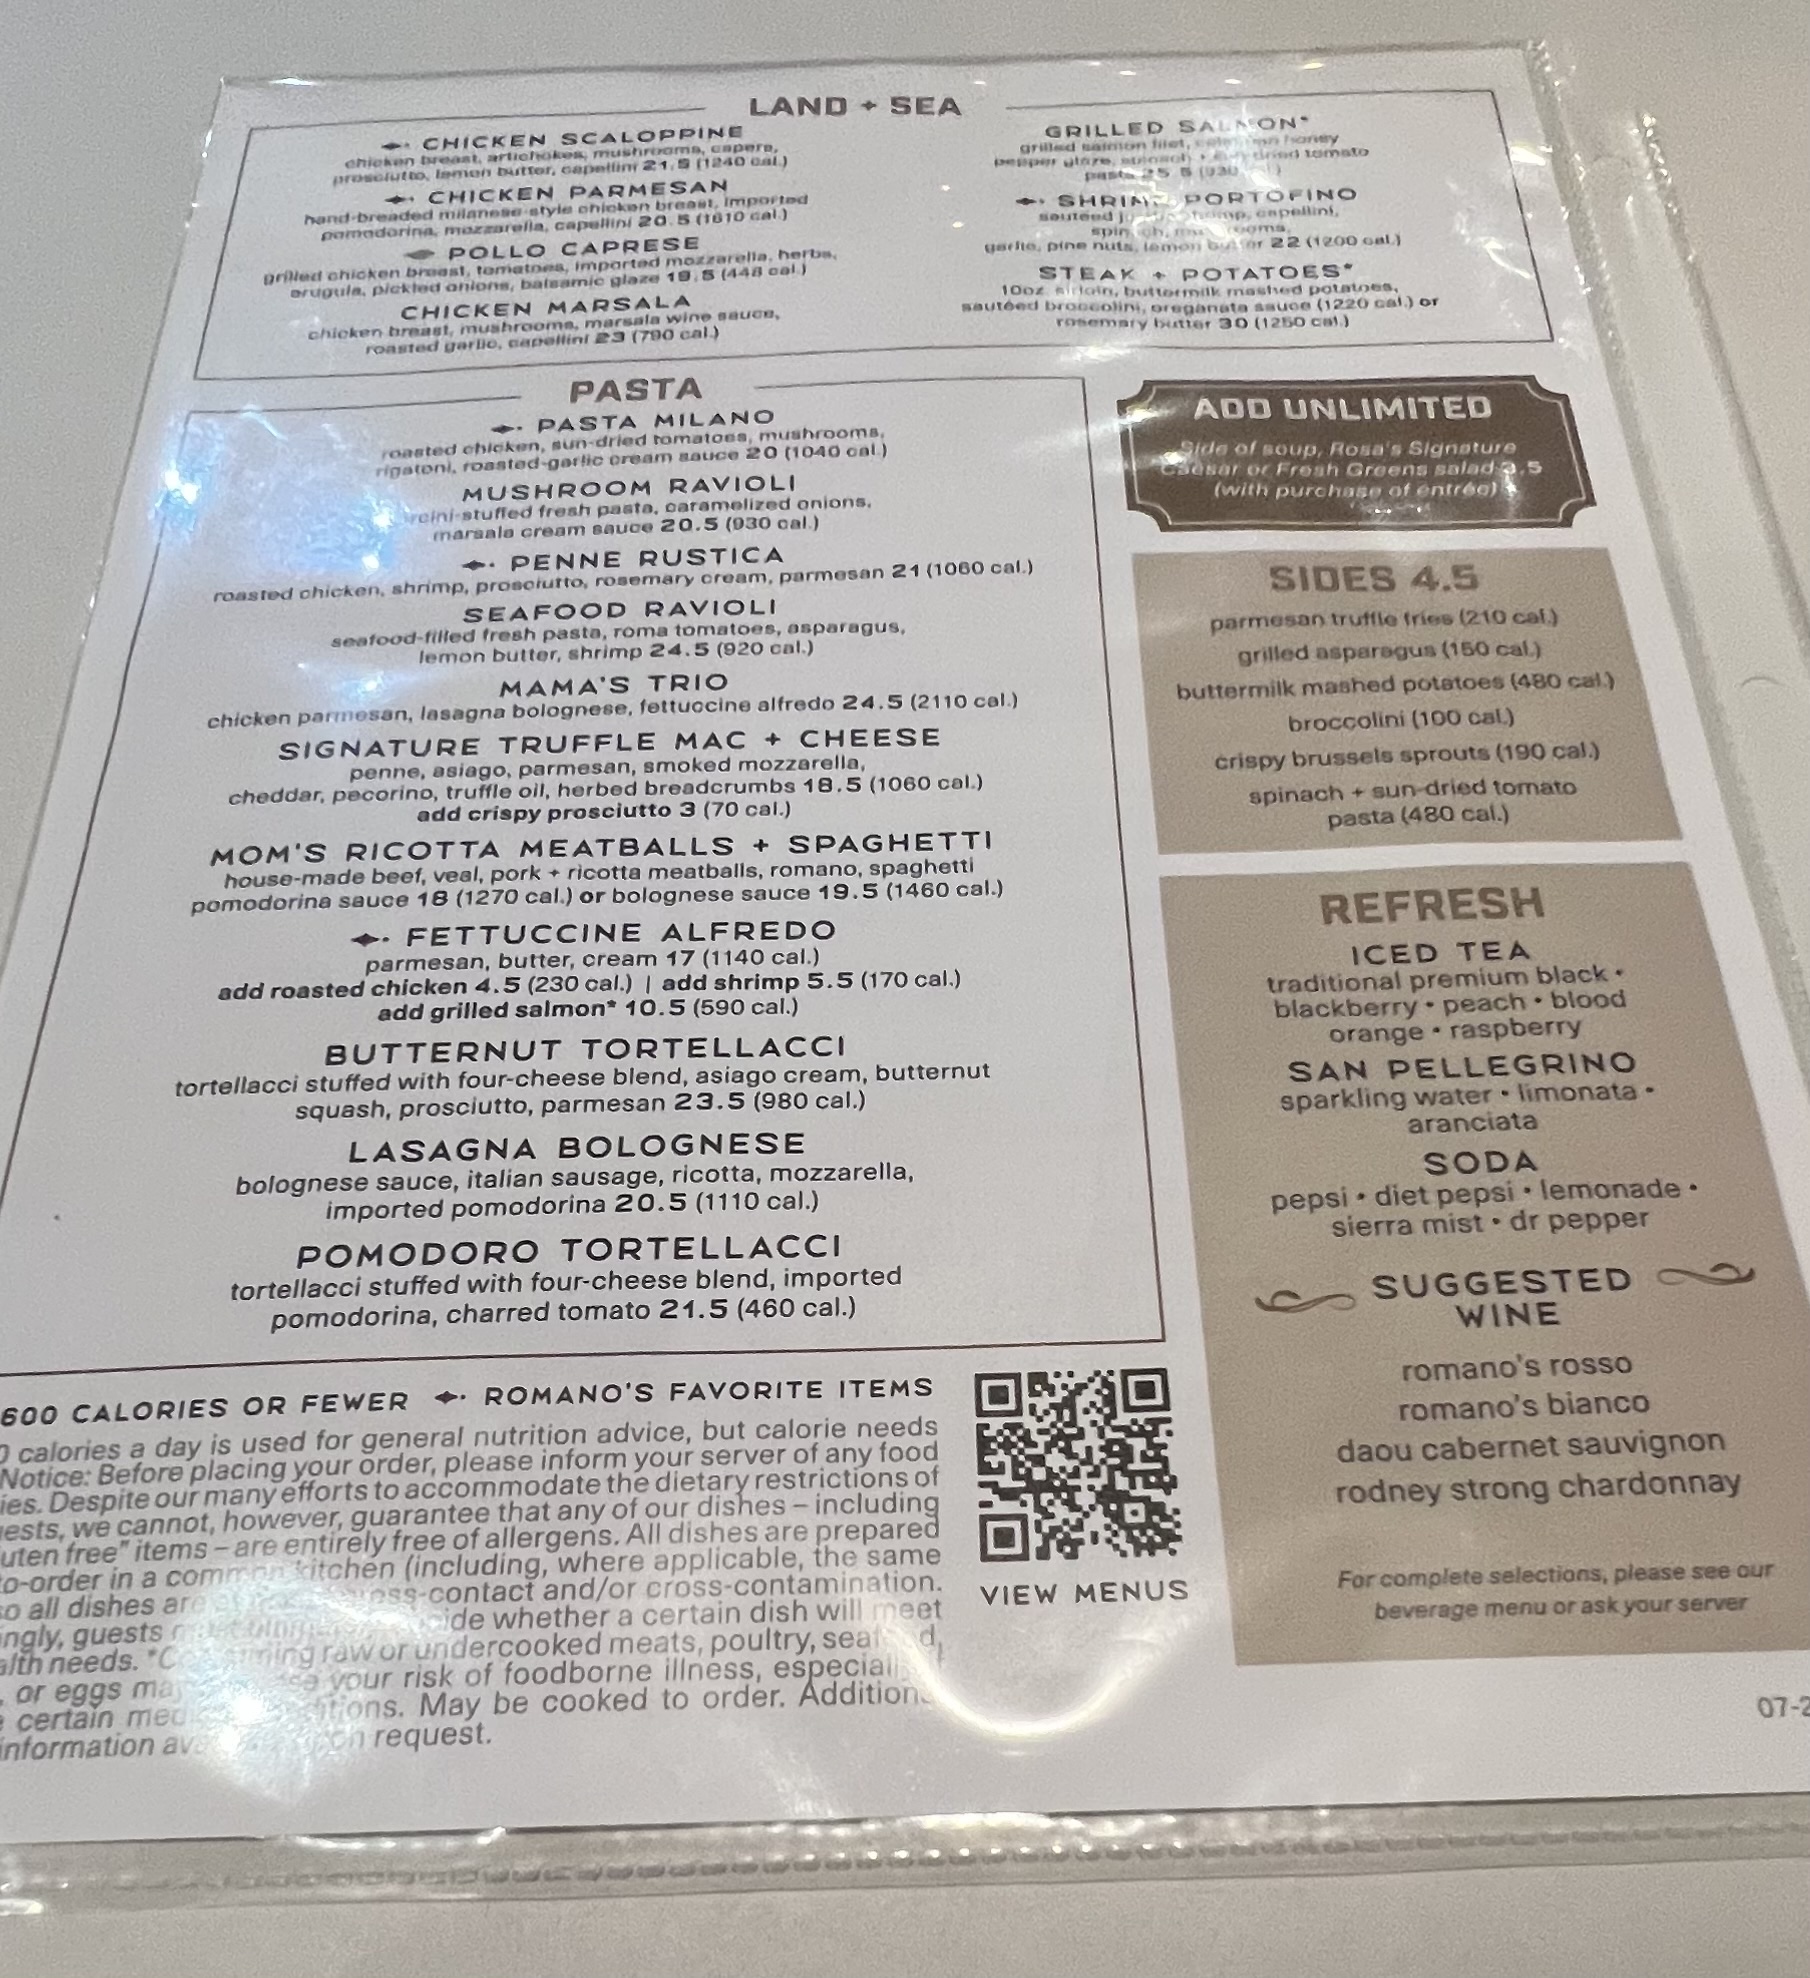 LAND + SEA
CHICKEN SCALOPPINE
chicken breast, artichokes, mushrooms, capers,
prosciutto, lemon butter, capellini 21.5 (1240 cal.)
CHICKEN PARMESAN
hand-breaded milanese-style chicken breast, imported
pomodorina, mozzarella, capellini 20.5 (1610 cal.)
POLLO CAPRESE
grilled chicken breast, tomatoes, imported mozzarella, herbs,
arugula, pickled onions, balsamic glaze 19.5 (448 cal.)
CHICKEN MARSALA
chicken breast, mushrooms, marsala wine sauce,
roasted garlic, capellini 23 (790 cal.)
GRILLED SALMON*
grilled salmon filet, honey
pepper glaze, spinach + sun-dried tomato
pasta 25.5
SHRIMP PORTOFINO
sautéed shrimp, capellini,
spinach, mushrooms,
garlic, pine nuts, lemon butter 22 (1200 cal.)
STEAK + POTATOES*
10oz. sirloin, buttermilk mashed potatoes,
sautéed broccolini, oreganata sauce (1220 cal.) or
rosemary butter 30 (1250 cal.)
PASTA
PASTA MILANO
roasted chicken, sun-dried tomatoes, mushrooms,
rigatoni, roasted-garlic cream sauce 20 (1040 cal.)
MUSHROOM RAVIOLI
rcini-stuffed fresh pasta, caramelized onions,
marsala cream sauce 20.5 (930 cal.)
PENNE RUSTICA
roasted chicken, shrimp, prosciutto, rosemary cream, parmesan 21 (1060 cal.)
SEAFOOD RAVIOLI
seafood-filled fresh pasta, roma tomatoes, asparagus,
lemon butter, shrimp 24.5 (920 cal.)
MAMA'S TRIO
chicken parmesan, lasagna bolognese, fettuccine alfredo 24.5 (2110 cal.)
SIGNATURE TRUFFLE MAC + CHEESE
penne, asiago, parmesan, smoked mozzarella,
cheddar, pecorino, truffle oil, herbed breadcrumbs 18.5 (1060 cal.)
add crispy prosciutto 3 (70 cal.)
MOM'S RICOTTA MEATBALLS + SPAGHETTI
house-made beef, veal, pork + ricotta meatballs, romano, spaghetti
pomodorina sauce 18 (1270 cal.) or bolognese sauce 19.5 (1460 cal.)
FETTUCCINE ALFREDO
parmesan, butter, cream 17 (1140 cal.)
add roasted chicken 4.5 (230 cal.) | add shrimp 5.5 (170 cal.)
add grilled salmon* 10.5 (590 cal.)
BUTTERNUT TORTELLACCI
tortellacci stuffed with four-cheese blend, asiago cream, butternut
squash, prosciutto, parmesan 23.5 (980 cal.)
LASAGNA BOLOGNESE
bolognese sauce, italian sausage, ricotta, mozzarella,
imported pomodorina 20.5 (1110 cal.)
POMODORO TORTELLACCI
tortellacci stuffed with four-cheese blend, imported
pomodorina, charred tomato 21.5 (460 cal.)
ADD UNLIMITED
Side of soup, Rosa's Signature
Caesar or Fresh Greens salad 3.5
(with purchase of entrée)
SIDES 4.5
parmesan truffle fries (210 cal.)
grilled asparagus (150 cal.)
buttermilk mashed potatoes (480 cal.)
broccolini (100 cal.)
crispy brussels sprouts (190 cal.)
spinach + sun-dried tomato
pasta (480 cal.)
REFRESH
ICED TEA
traditional premium black •
blackberry • peach • blood
orange • raspberry
SAN PELLEGRINO
sparkling water • limonata •
aranciata
SODA
pepsi • diet pepsi • lemonade •
sierra mist • dr pepper
SUGGESTED
WINE
romano's rosso
romano's bianco
daou cabernet sauvignon
rodney strong chardonnay
For complete selections, please see our
beverage menu or ask your server
600 CALORIES OR FEWER ROMANO'S FAVORITE ITEMS
0 calories a day is used for general nutrition advice, but calorie needs
Notice: Before placing your order, please inform your server of any food
ies. Despite our many efforts to accommodate the dietary restrictions of
ests, we cannot, however, guarantee that any of our dishes – including
uten free" items – are entirely free of allergens. All dishes are prepared
to-order in a common kitchen (including, where applicable, the same
so all dishes are cross-contact and/or cross-contamination.
ngly, guests must whether a certain dish will meet
alth needs. *Consuming raw or undercooked meats, poultry, seafood,
, or eggs may your risk of foodborne illness, especially
e certain May be cooked to order. Additional
information request.
VIEW MENUS
07-2